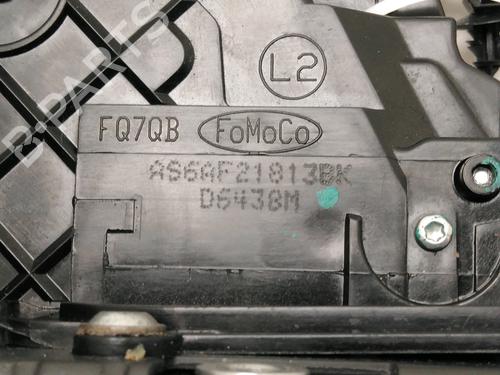 L2
FQ7QB FoMoCo
AS6AF21813BK
D6438M
B-PARTS